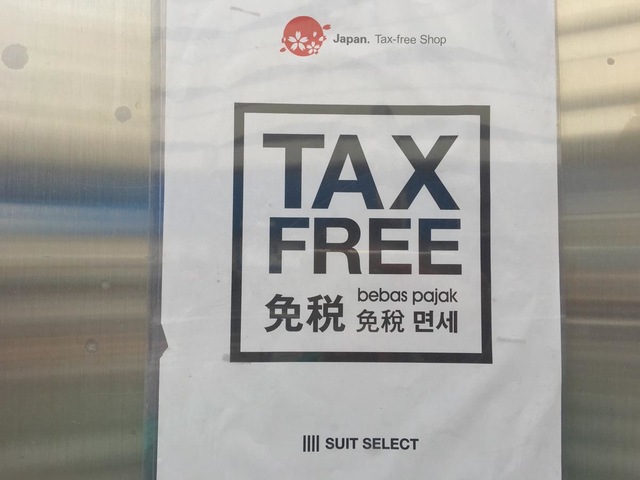 Japan. Tax-free Shop
TAX
FREE
免税 bebas pajak
免稅 면세
SUIT SELECT